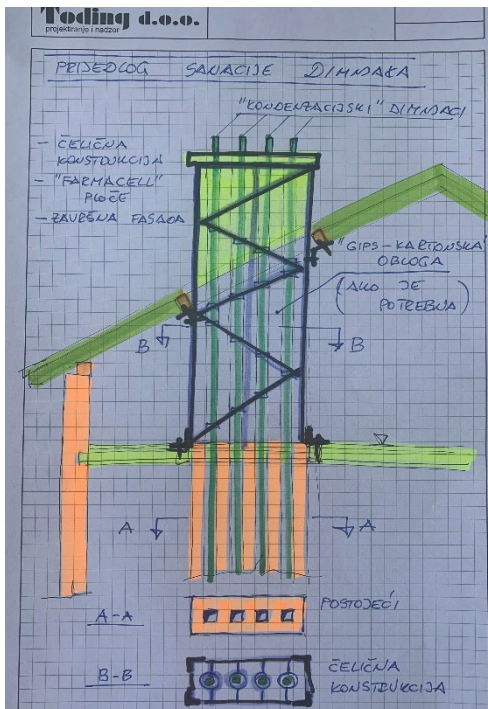 Toding d.o.o.
projektiranje i nadzor
PRIJEDLOG SANACIJE DIMNJAKA
"KONDENZACIJSKI" DIMNJACI
- ČELIČNA
KONSTRUKCIJA
- "FARMACELL"
PLOČE
- ZAVRŠNA FASADA
"GIPS-KARTONSKA"
OBLOGA
(AKO JE
POTREBNA)
B
B
A
A
A-A
POSTOJEĆI
B-B
ČELIČNA
KONSTRUKCIJA